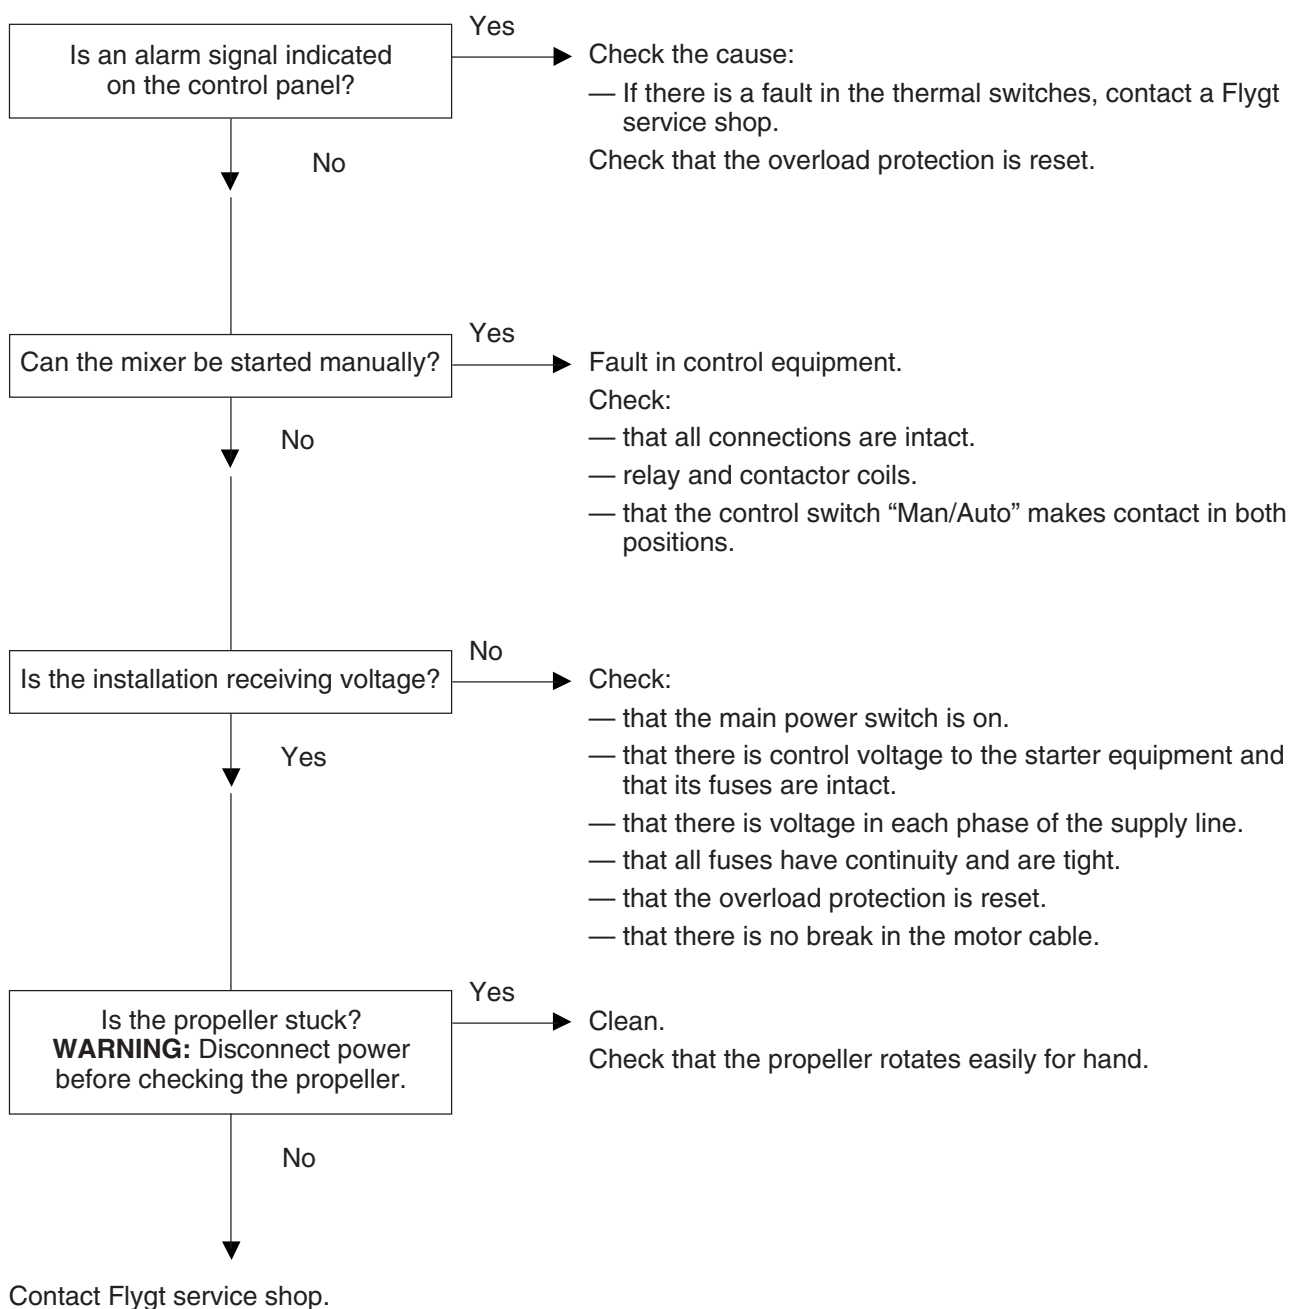 Yes
Is an alarm signal indicated
on the control panel?
Check the cause:
— If there is a fault in the thermal switches, contact a Flygt
service shop.
Check that the overload protection is reset.
No
Yes
Can the mixer be started manually?
Fault in control equipment.
Check:
— that all connections are intact.
— relay and contactor coils.
— that the control switch “Man/Auto” makes contact in both
positions.
No
No
Is the installation receiving voltage?
Check:
— that the main power switch is on.
— that there is control voltage to the starter equipment and
that its fuses are intact.
— that there is voltage in each phase of the supply line.
— that all fuses have continuity and are tight.
— that the overload protection is reset.
— that there is no break in the motor cable.
Yes
Yes
Is the propeller stuck?
WARNING: Disconnect power
before checking the propeller.
Clean.
Check that the propeller rotates easily for hand.
No
Contact Flygt service shop.